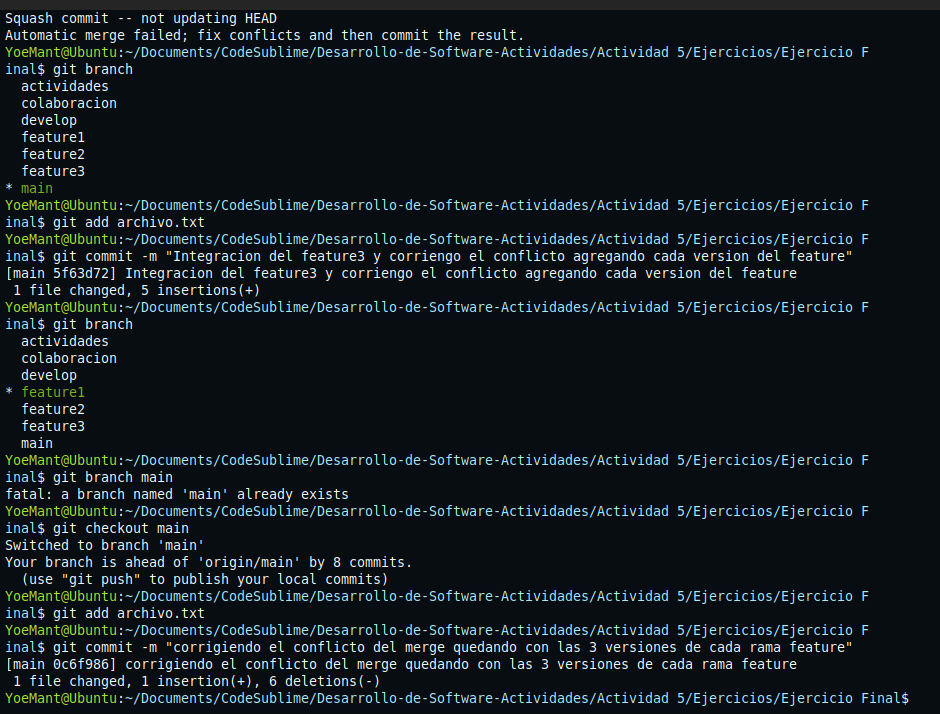 Squash commit -- not updating HEAD
Automatic merge failed; fix conflicts and then commit the result.
YoeMant@Ubuntu:~/Documents/CodeSublime/Desarrollo-de-Software-Actividades/Actividad 5/Ejercicios/Ejercicio F
inal$ git branch
  actividades
  colaboracion
  develop
  feature1
  feature2
  feature3
* main
YoeMant@Ubuntu:~/Documents/CodeSublime/Desarrollo-de-Software-Actividades/Actividad 5/Ejercicios/Ejercicio F
inal$ git add archivo.txt
YoeMant@Ubuntu:~/Documents/CodeSublime/Desarrollo-de-Software-Actividades/Actividad 5/Ejercicios/Ejercicio F
inal$ git commit -m "Integracion del feature3 y corriengo el conflicto agregando cada version del feature"
[main 5f63d72] Integracion del feature3 y corriengo el conflicto agregando cada version del feature
 1 file changed, 5 insertions(+)
YoeMant@Ubuntu:~/Documents/CodeSublime/Desarrollo-de-Software-Actividades/Actividad 5/Ejercicios/Ejercicio F
inal$ git branch
  actividades
  colaboracion
  develop
* feature1
  feature2
  feature3
  main
YoeMant@Ubuntu:~/Documents/CodeSublime/Desarrollo-de-Software-Actividades/Actividad 5/Ejercicios/Ejercicio F
inal$ git branch main
fatal: a branch named 'main' already exists
YoeMant@Ubuntu:~/Documents/CodeSublime/Desarrollo-de-Software-Actividades/Actividad 5/Ejercicios/Ejercicio F
inal$ git checkout main
Switched to branch 'main'
Your branch is ahead of 'origin/main' by 8 commits.
  (use "git push" to publish your local commits)
YoeMant@Ubuntu:~/Documents/CodeSublime/Desarrollo-de-Software-Actividades/Actividad 5/Ejercicios/Ejercicio F
inal$ git add archivo.txt
YoeMant@Ubuntu:~/Documents/CodeSublime/Desarrollo-de-Software-Actividades/Actividad 5/Ejercicios/Ejercicio F
inal$ git commit -m "corrigiendo el conflicto del merge quedando con las 3 versiones de cada rama feature"
[main 0c6f986] corrigiendo el conflicto del merge quedando con las 3 versiones de cada rama feature
 1 file changed, 1 insertion(+), 6 deletions(-)
YoeMant@Ubuntu:~/Documents/CodeSublime/Desarrollo-de-Software-Actividades/Actividad 5/Ejercicios/Ejercicio Final$